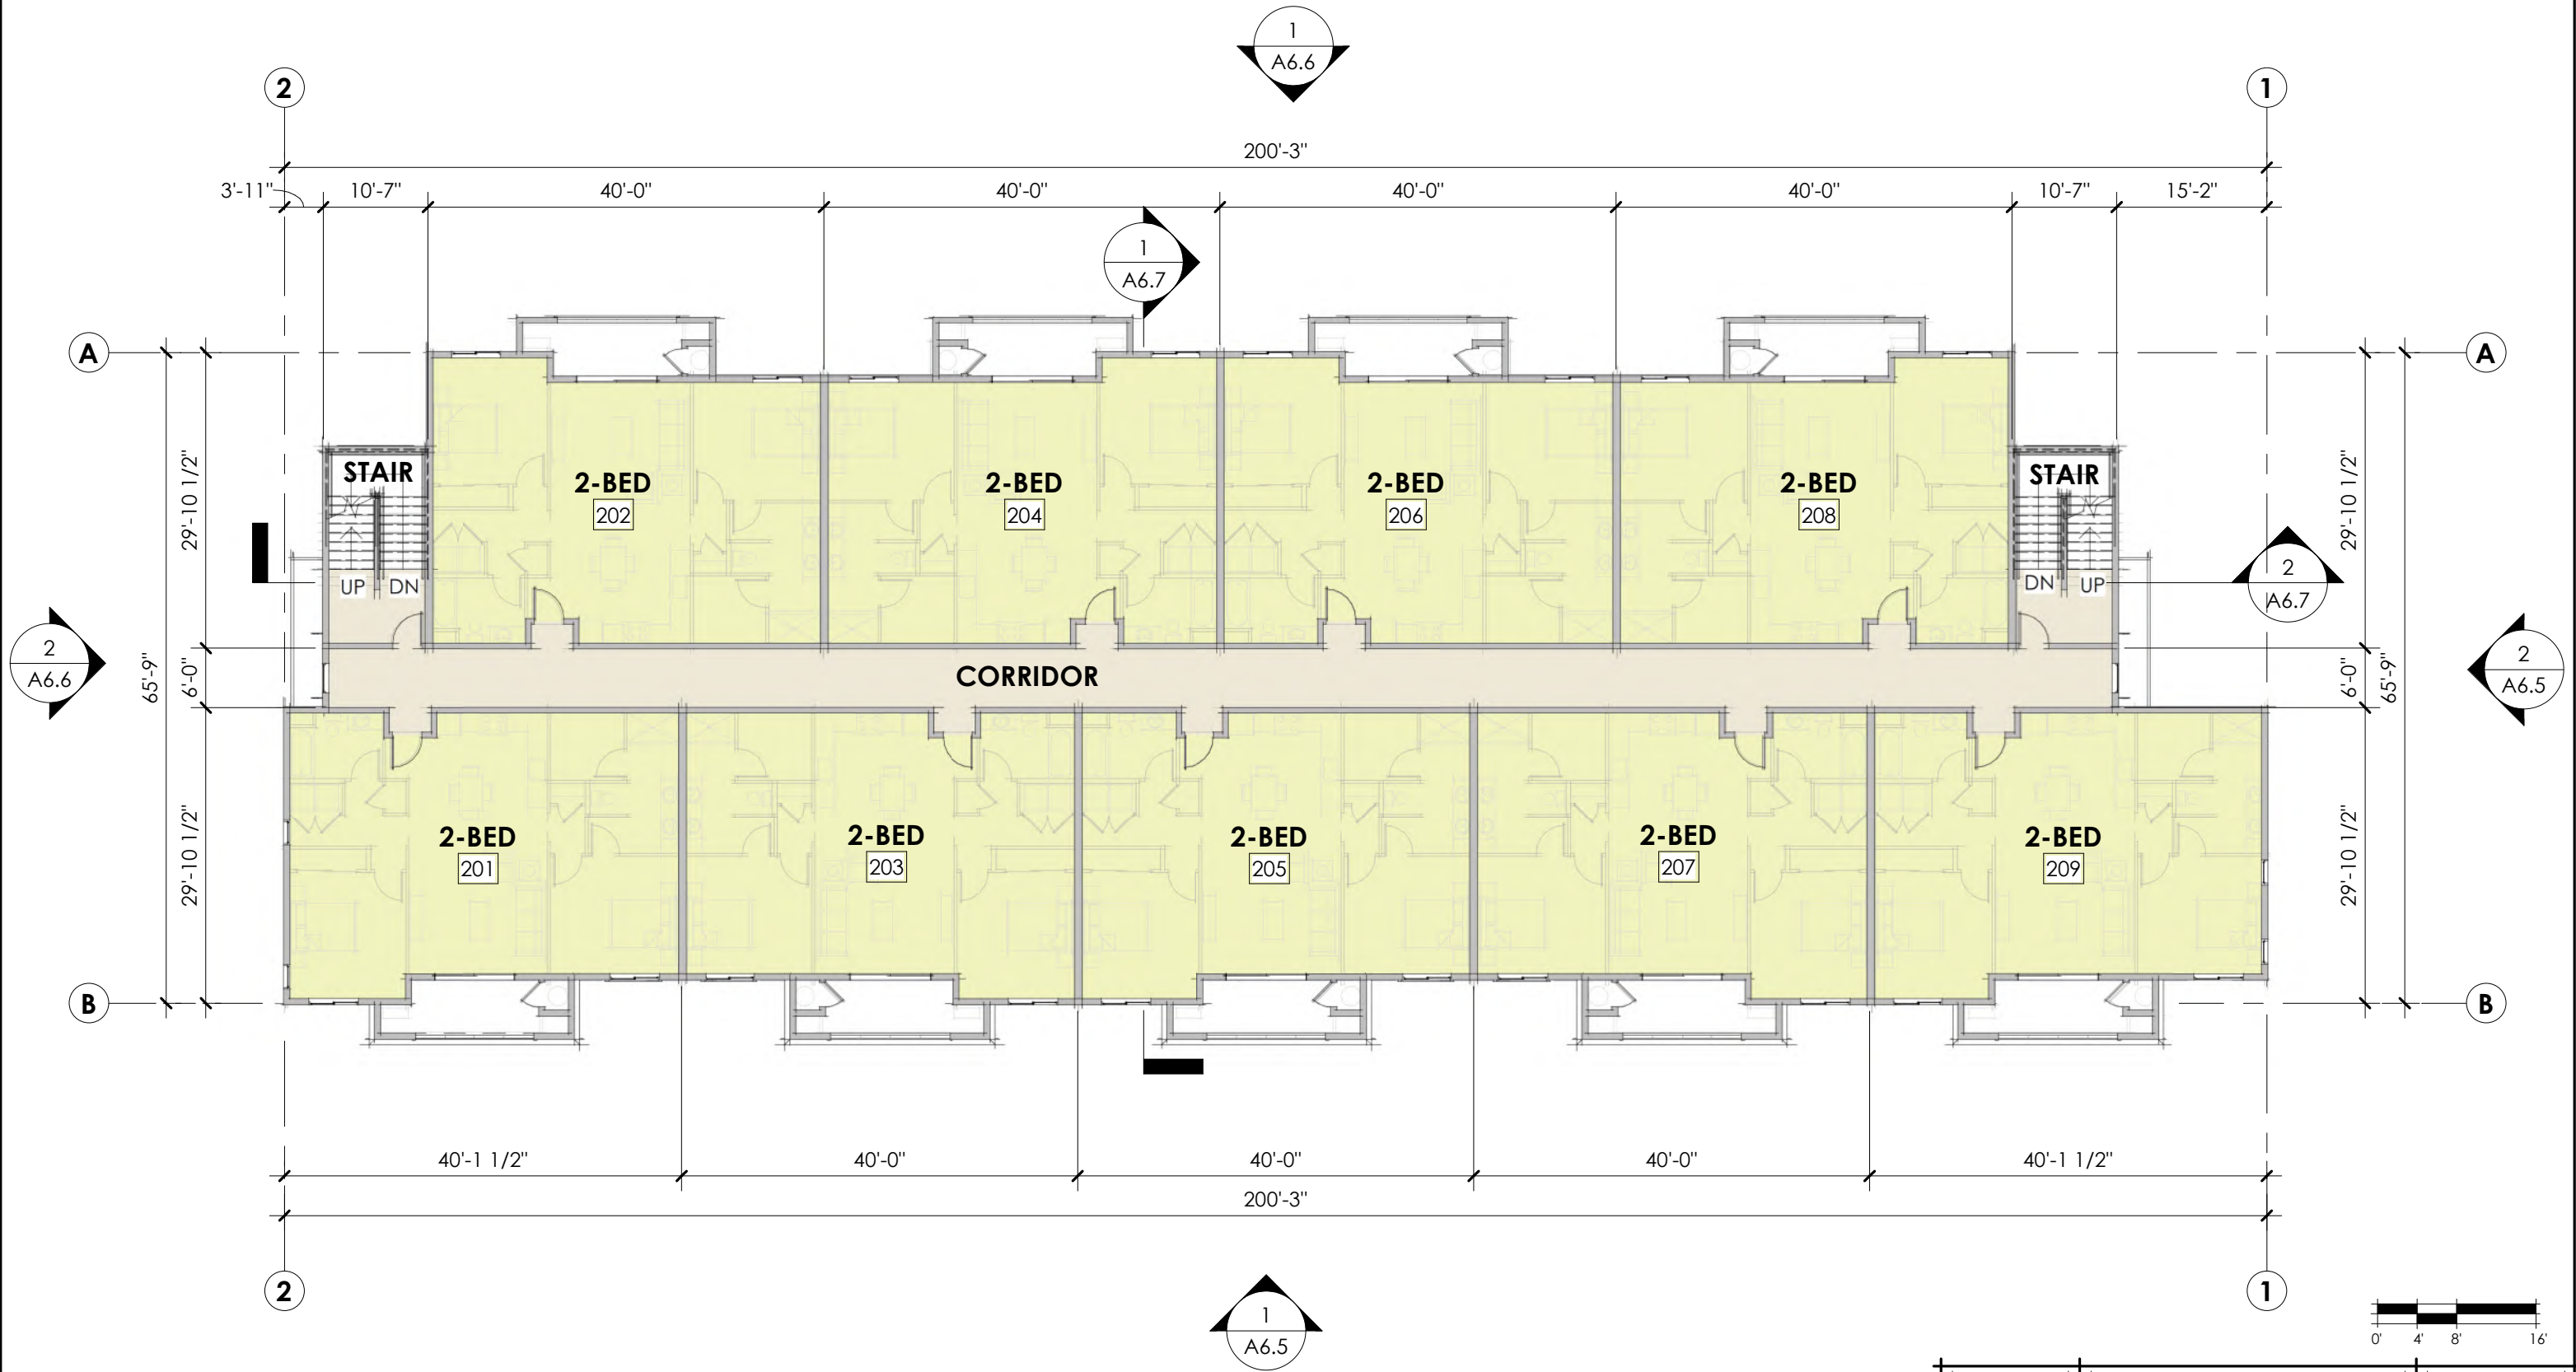 1
A6.6
2
1
200'-3"
3'-11"
10'-7"
40'-0"
40'-0"
40'-0"
40'-0"
10'-7"
15'-2"
1
A6.7
A
A
29'-10 1/2"
STAIR
UP
DN
2-BED
202
2-BED
204
2-BED
206
2-BED
208
STAIR
DN
UP
29'-10 1/2"
2
A6.7
2
A6.6
65'-9"
6'-0"
CORRIDOR
6'-0"
65'-9"
2
A6.5
29'-10 1/2"
2-BED
201
2-BED
203
2-BED
205
2-BED
207
2-BED
209
29'-10 1/2"
B
B
40'-1 1/2"
40'-0"
40'-0"
40'-0"
40'-1 1/2"
200'-3"
2
1
1
A6.5
0'
4'
8'
16'